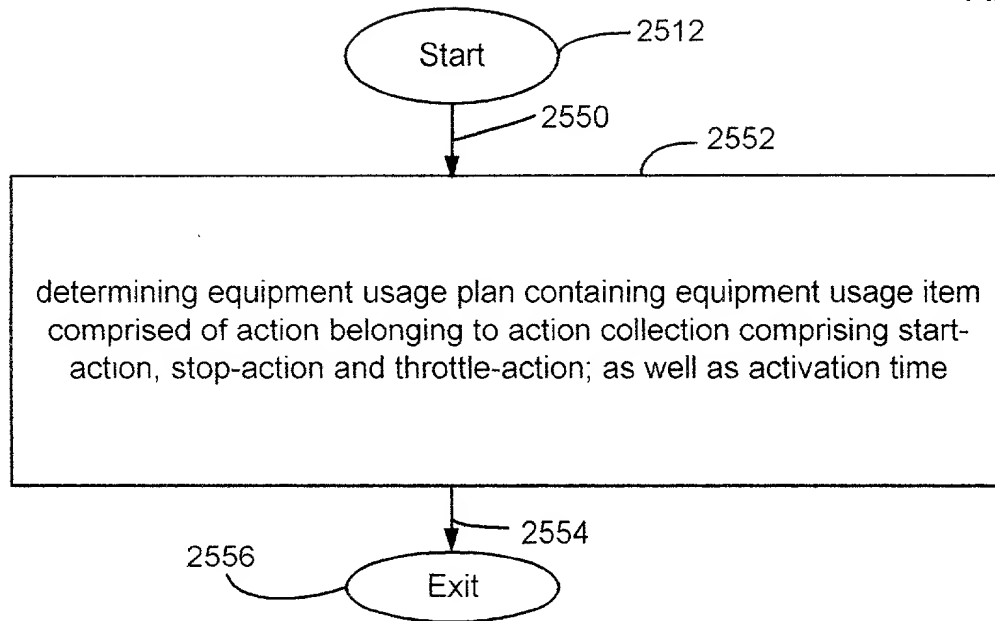 Start
2512
2550
2552
determining equipment usage plan containing equipment usage item
comprised of action belonging to action collection comprising start-
action, stop-action and throttle-action; as well as activation time
2554
2556
Exit